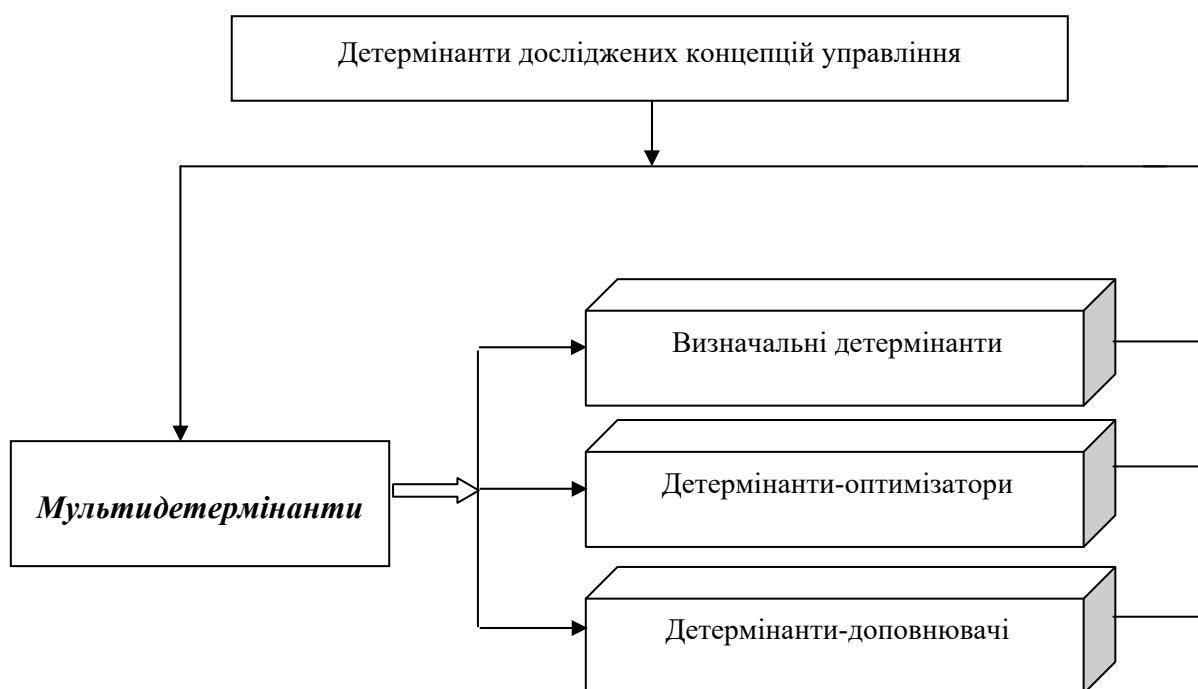 Детермінанти досліджених концепцій управління
Визначальні детермінанти
Детермінанти-оптимізатори
Мультидетермінанти
Детермінанти-доповнювачі